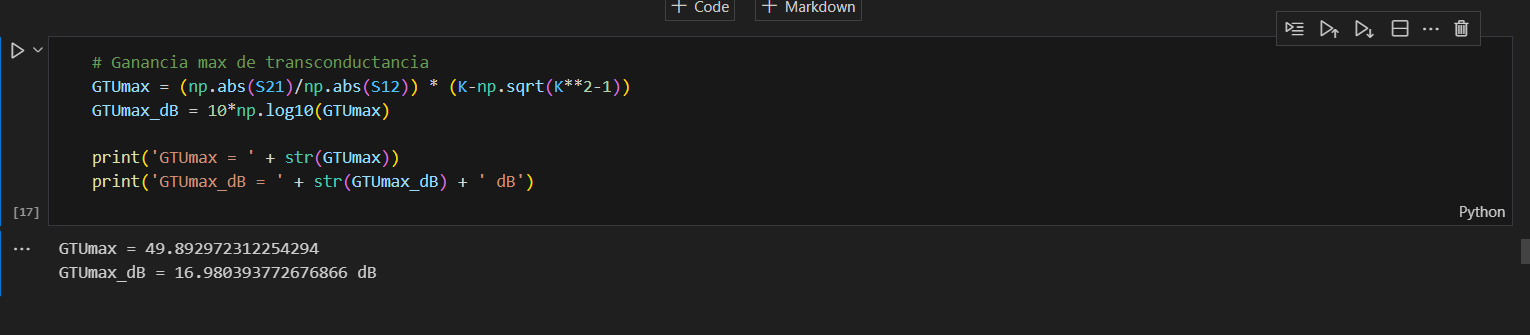 + Code + Markdown
# Ganancia max de transconductancia
GTUmax = (np.abs(S21)/np.abs(S12)) * (K-np.sqrt(K**2-1))
GTUmax_dB = 10*np.log10(GTUmax)
print('GTUmax = ' + str(GTUmax))
print('GTUmax_dB = ' + str(GTUmax_dB) + ' dB')
[17]
Python
GTUmax = 49.892972312254294
GTUmax_dB = 16.980393772676866 dB